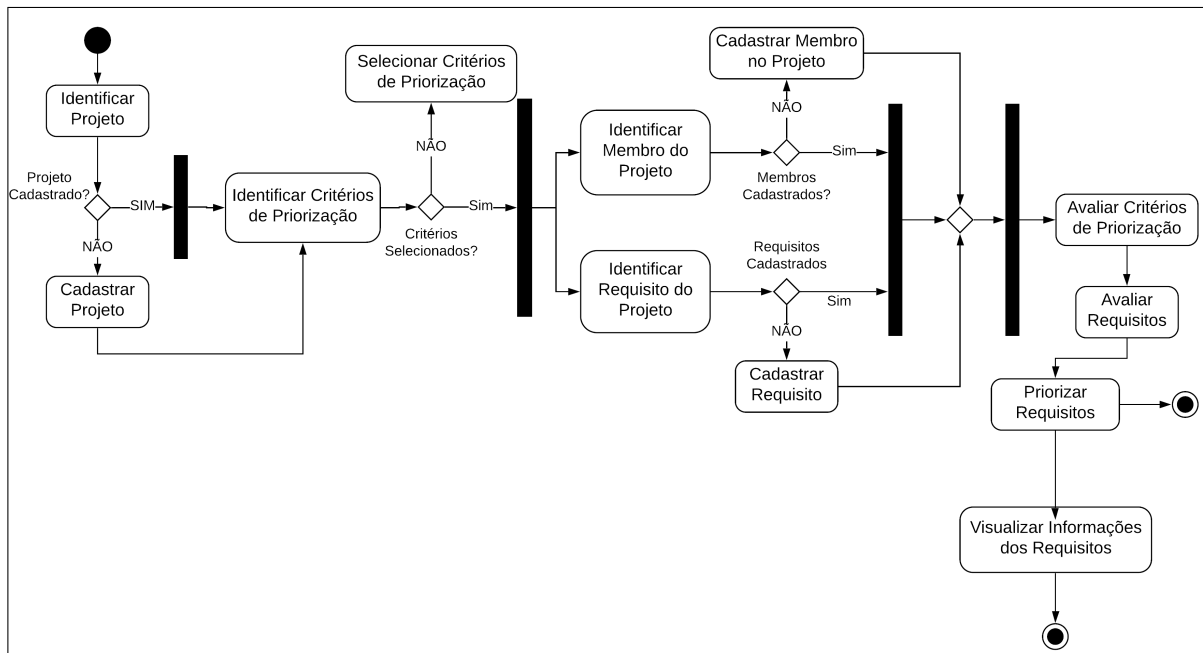 Identificar
Projeto
Projeto
Cadastrado?
SIM
NÃO
Cadastrar
Projeto
Identificar Critérios
de Priorização
Selecionar Critérios
de Priorização
NÃO
Sim
Critérios
Selecionados?
Identificar
Membro do
Projeto
Cadastrar Membro
no Projeto
NÃO
Sim
Membros
Cadastrados?
Identificar
Requisito do
Projeto
Requisitos
Cadastrados
Sim
NÃO
Cadastrar
Requisito
Avaliar Critérios
de Priorização
Avaliar
Requisitos
Priorizar
Requisitos
Visualizar Informações
dos Requisitos